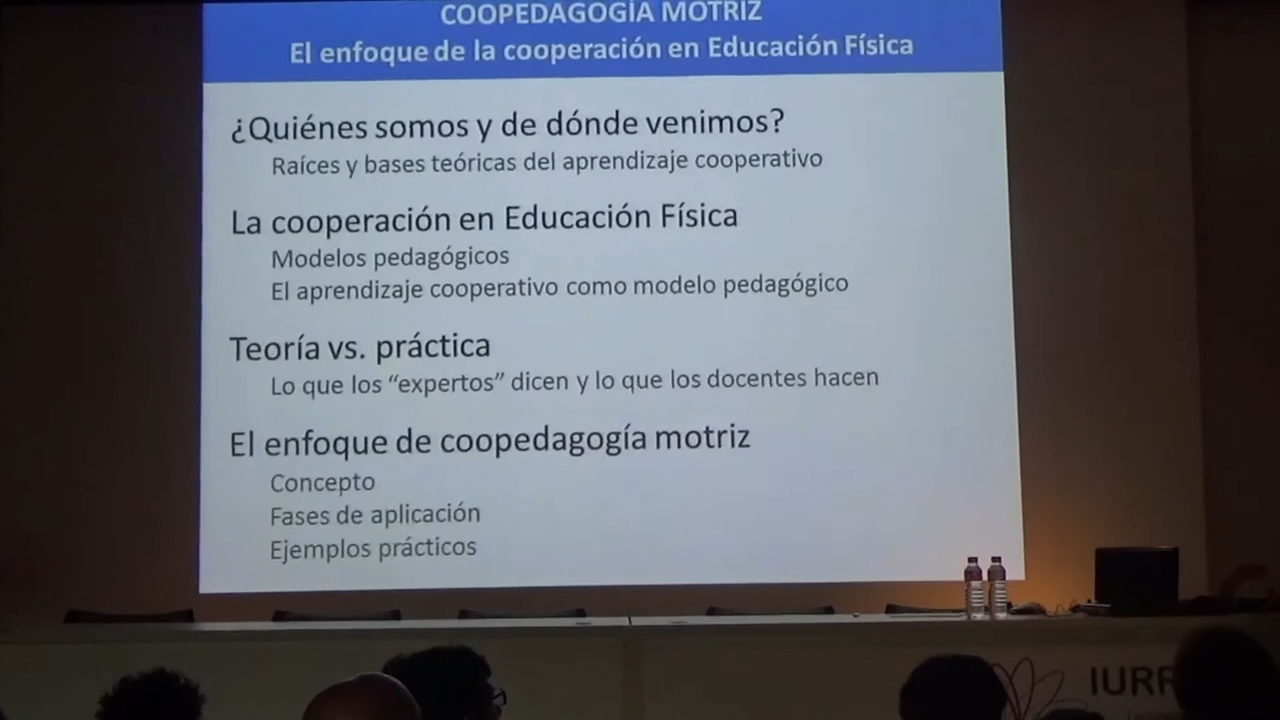 COOPEDAGOGÍA MOTRIZ
El enfoque de la cooperación en Educación Física
¿Quiénes somos y de dónde venimos?
Raíces y bases teóricas del aprendizaje cooperativo
La cooperación en Educación Física
Modelos pedagógicos
El aprendizaje cooperativo como modelo pedagógico
Teoría vs. práctica
Lo que los “expertos” dicen y lo que los docentes hacen
El enfoque de coopedagogía motriz
Concepto
Fases de aplicación
Ejemplos prácticos